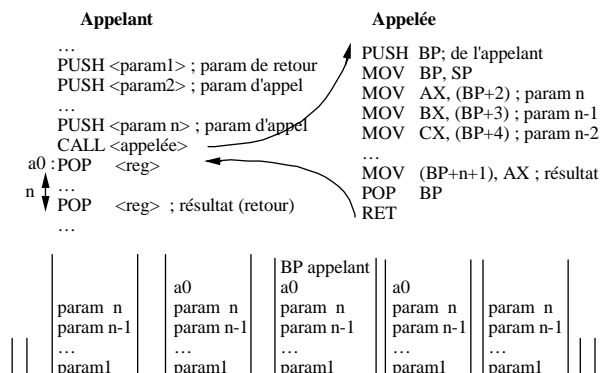 Appelant
…
PUSH <param1> ; param de retour
PUSH <param2> ; param d'appel
…
PUSH <param n> ; param d'appel
CALL <appelée>
a0 : POP <reg>
n
…
POP <reg> ; résultat (retour)
…
Appelée
PUSH BP; de l'appelant
MOV BP, SP
MOV AX, (BP+2) ; param n
MOV BX, (BP+3) ; param n-1
MOV CX, (BP+4) ; param n-2
…
MOV (BP+n+1), AX ; résultat
POP BP
RET
param n
param n-1
…
param1
a0
param n
param n-1
…
param1
BP appelant
a0
param n
param n-1
…
param1
a0
param n
param n-1
…
param1
param n
param n-1
…
param1